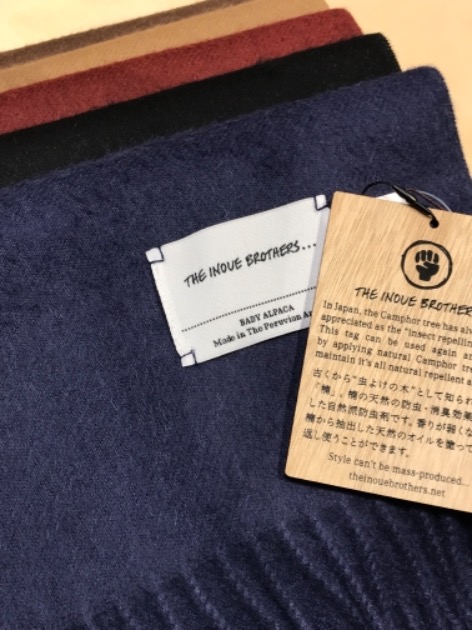 THE INOUE BROTHERS...
BABY ALPACA
Made in The Peruvian
THE INOUE BROTHERS
In Japan, the Camphor tree has
appreciated as the "insect repelling
This tag can be used again
by applying natural Camphor
maintain it's all natural repellent
古くから“虫よけの木”として知られ
「楠」。楠の天然の防虫・消臭効果
した自然派防虫剤です。香りが弱くな
楠から抽出した天然のオイルを塗って
返し使うことができます。
Style can't be mass-produced...
theinouebrothers.net